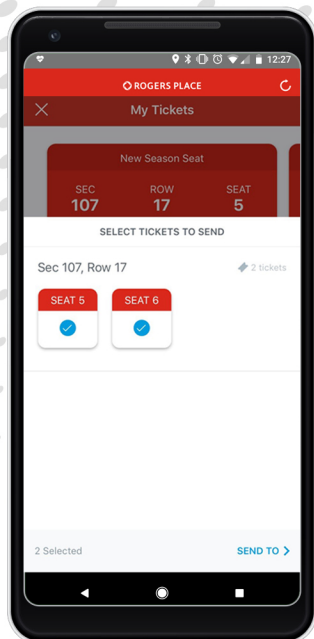 12:27
ROGERS PLACE
My Tickets
New Season Seat
SEC ROW SEAT
107 17 5
SELECT TICKETS TO SEND
Sec 107, Row 17 2 tickets
SEAT 5 SEAT 6
2 Selected SEND TO